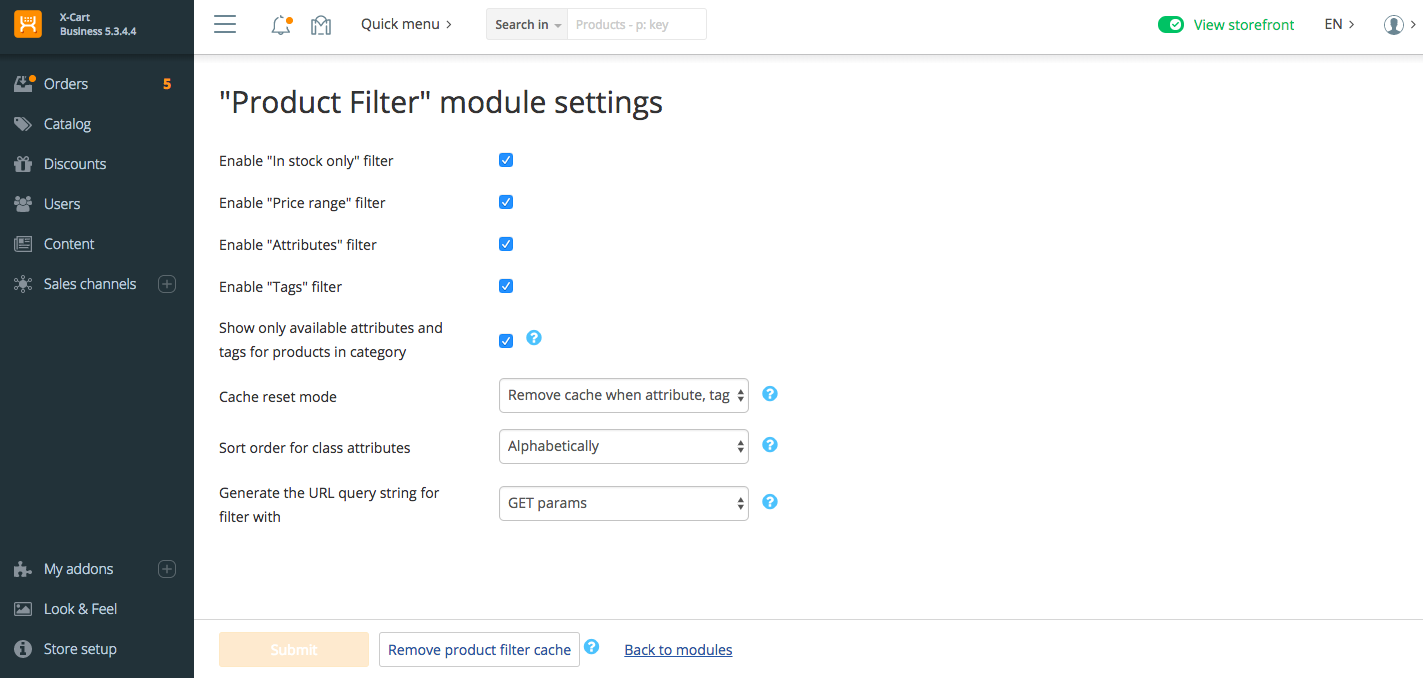 X-Cart
Business 5.3.4.4
Quick menu
Search in
Products - p: key
View storefront
EN
Orders 5
Catalog
Discounts
Users
Content
Sales channels
My addons
Look & Feel
Store setup
"Product Filter" module settings
Enable "In stock only" filter
Enable "Price range" filter
Enable "Attributes" filter
Enable "Tags" filter
Show only available attributes and
tags for products in category
?
Cache reset mode
Remove cache when attribute, tag
?
Sort order for class attributes
Alphabetically
?
Generate the URL query string for
filter with
GET params
?
Submit
Remove product filter cache
?
Back to modules